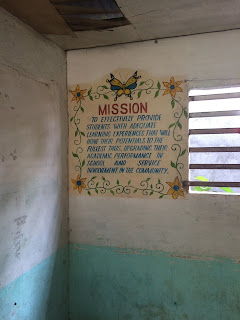 MISSION
TO EFFECTIVELY PROVIDE
STUDENTS WITH ADEQUATE
LEARNING EXPERIENCES THAT WILL
HONE THEIR POTENTIALS TO THE
FULLEST THUS, UPGRADING THEIR
ACADEMIC PERFORMANCE IN
SCHOOL AND SERVICE
INVOLVEMENT IN THE COMMUNITY.